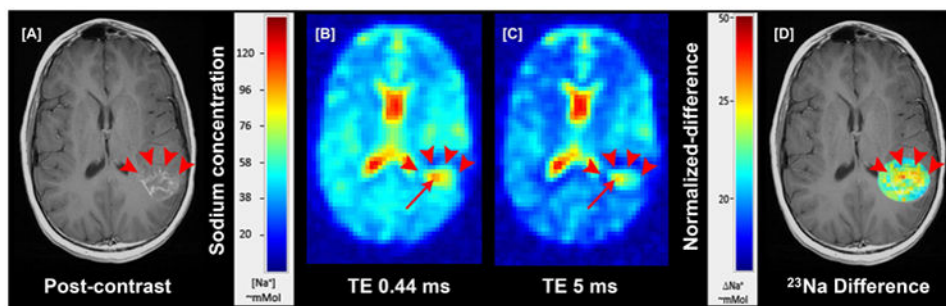 [A]
Post-contrast
Sodium concentration
120
96
76
58
48
38
20
[Na⁺]
~mMol
[B]
TE 0.44 ms
[C]
TE 5 ms
Normalized-difference
50
25
20
ΔNa⁺
~mMol
[D]
²³Na Difference